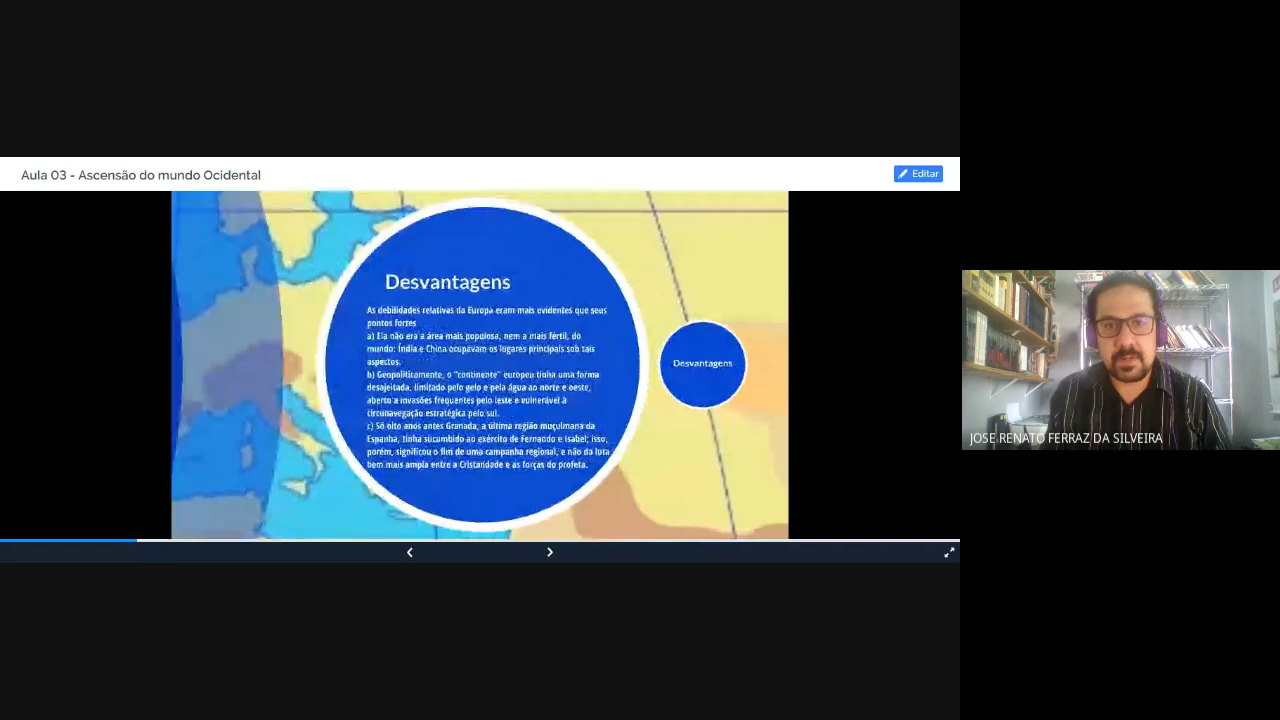 Aula 03 - Ascensão do mundo Ocidental
Editar
Desvantagens
As debilidades relativas da Europa eram mais evidentes que seus
pontos fortes
a) Ela não era a área mais populosa, nem a mais fértil, do
mundo: Índia e China ocupavam os lugares principais sob tais
aspectos.
b) Geopoliticamente, o "continente" europeu tinha uma forma
desajeitada, limitado pelo gelo e pela água ao norte e oeste,
aberto a invasões frequentes pelo leste e vulnerável à
circunavegação estratégica pelo sul.
c) Só oito anos antes Granada, a última região muçulmana da
Espanha, tinha sucumbido ao exército de Fernando e Isabel; isso,
porém, significou o fim de uma campanha regional, e não da luta
bem mais ampla entre a Cristandade e as forças do profeta.
Desvantagens
JOSE RENATO FERRAZ DA SILVEIRA